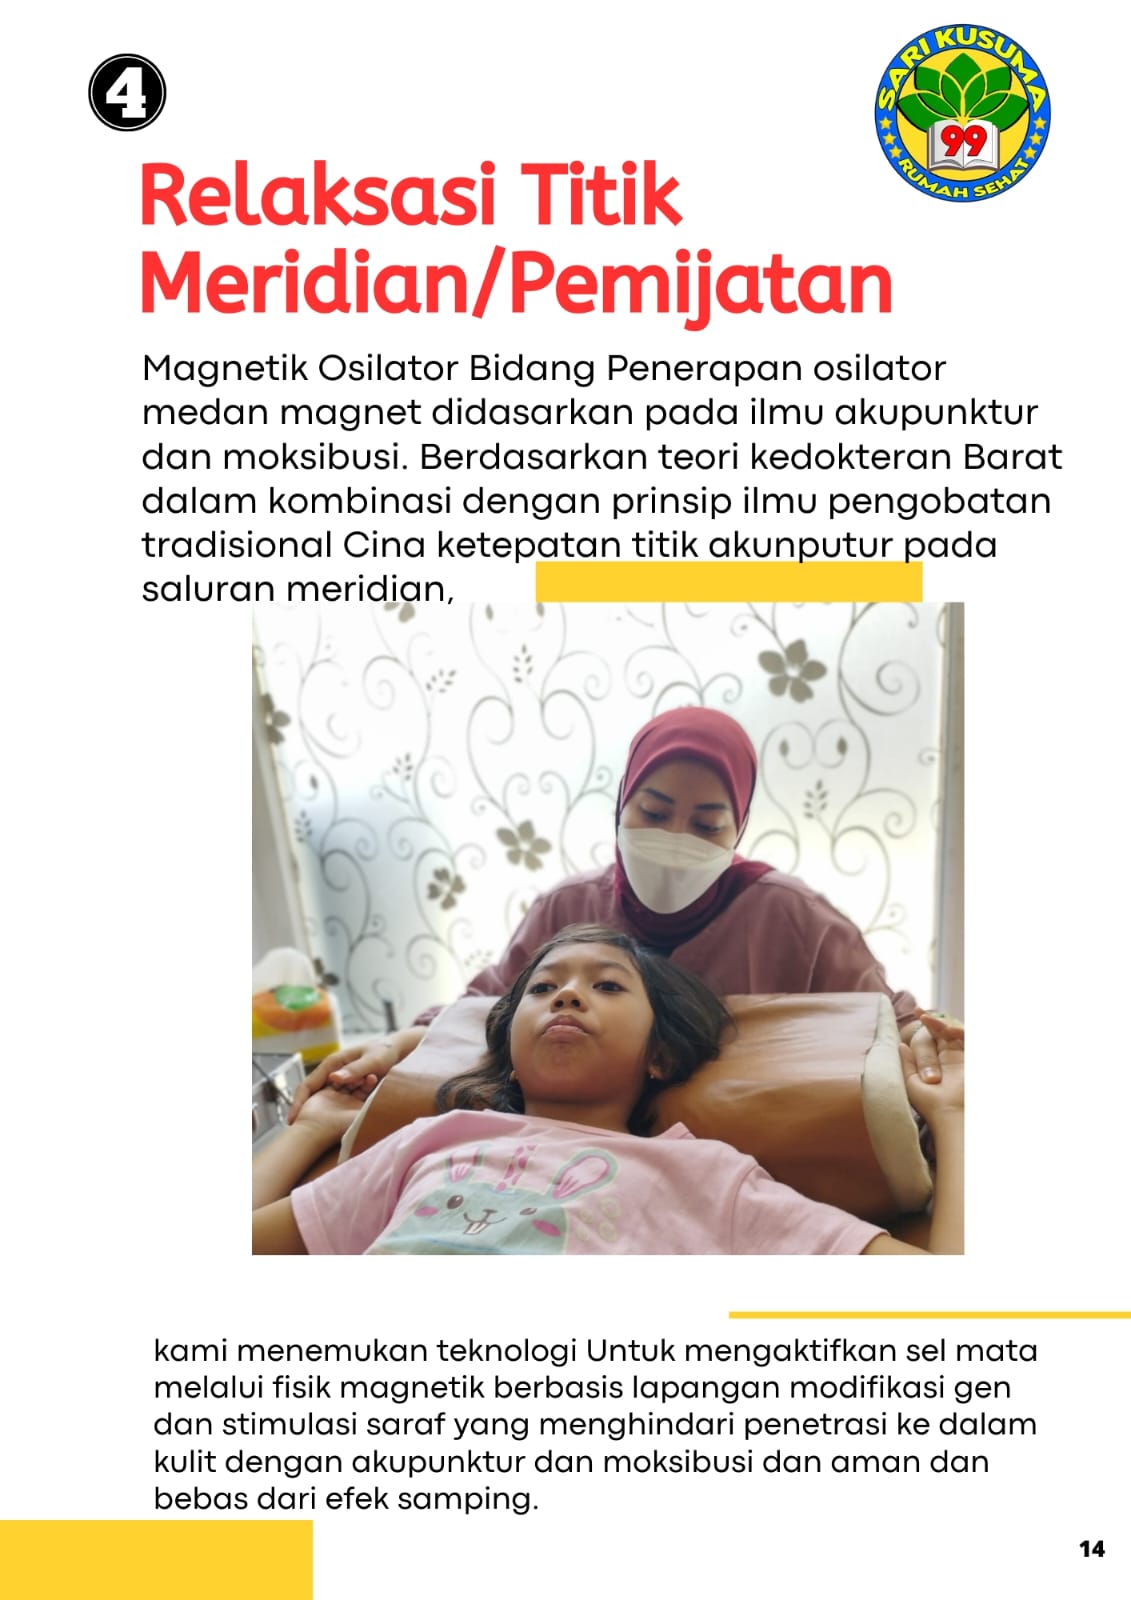 4
SARI KUSUMA
99
RUMAH SEHAT
Relaksasi Titik
Meridian/Pemijatan
Magnetik Osilator Bidang Penerapan osilator
medan magnet didasarkan pada ilmu akupunktur
dan moksibusi. Berdasarkan teori kedokteran Barat
dalam kombinasi dengan prinsip ilmu pengobatan
tradisional Cina ketepatan titik akunputur pada
saluran meridian,
kami menemukan teknologi Untuk mengaktifkan sel mata
melalui fisik magnetik berbasis lapangan modifikasi gen
dan stimulasi saraf yang menghindari penetrasi ke dalam
kulit dengan akupunktur dan moksibusi dan aman dan
bebas dari efek samping.
14